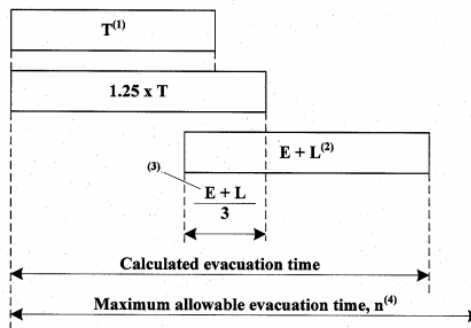 T(1)
1.25 x T
E + L(2)
(3)
E + L
3
Calculated evacuation time
Maximum allowable evacuation time, n(4)